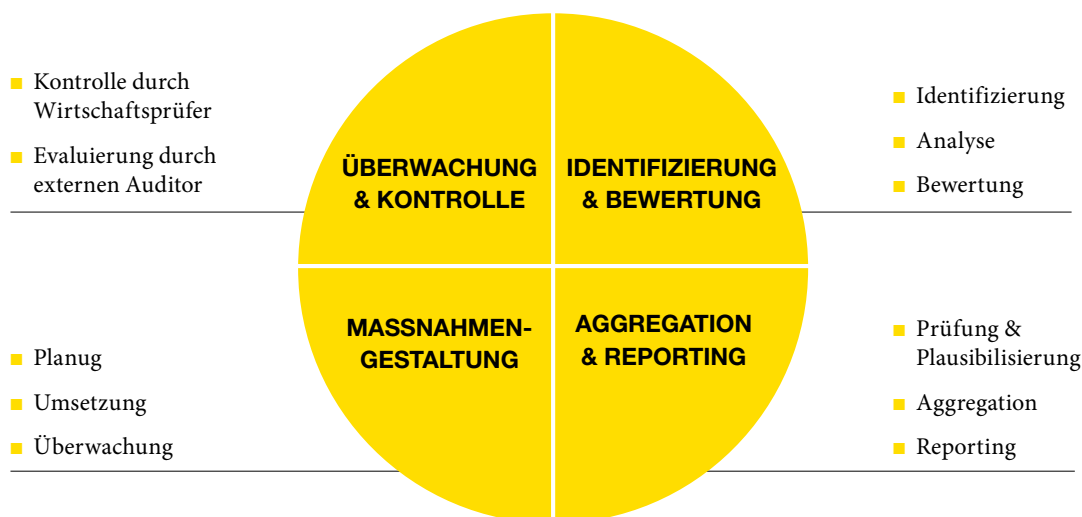 Kontrolle durch
Wirtschaftsprüfer
Evaluierung durch
externen Auditor
ÜBERWACHUNG
& KONTROLLE
IDENTIFIZIERUNG
& BEWERTUNG
Identifizierung
Analyse
Bewertung
Planug
Umsetzung
Überwachung
MASSNAHMEN-
GESTALTUNG
AGGREGATION
& REPORTING
Prüfung &
Plausibilisierung
Aggregation
Reporting